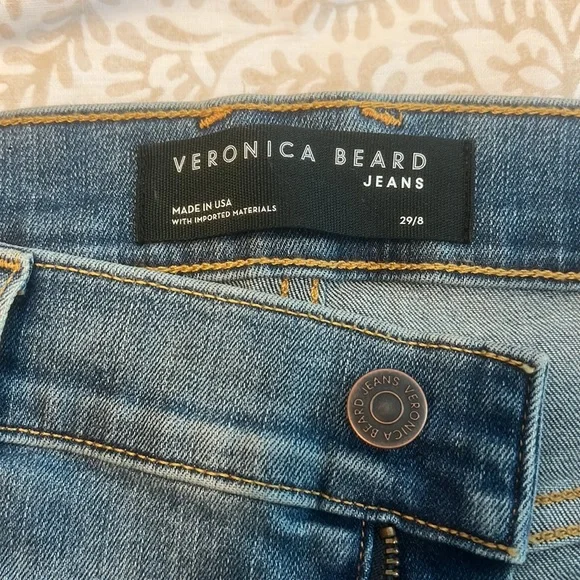 VERONICA BEARD
JEANS
MADE IN USA
WITH IMPORTED MATERIALS
29/8
JEANS VERONICA BEARD